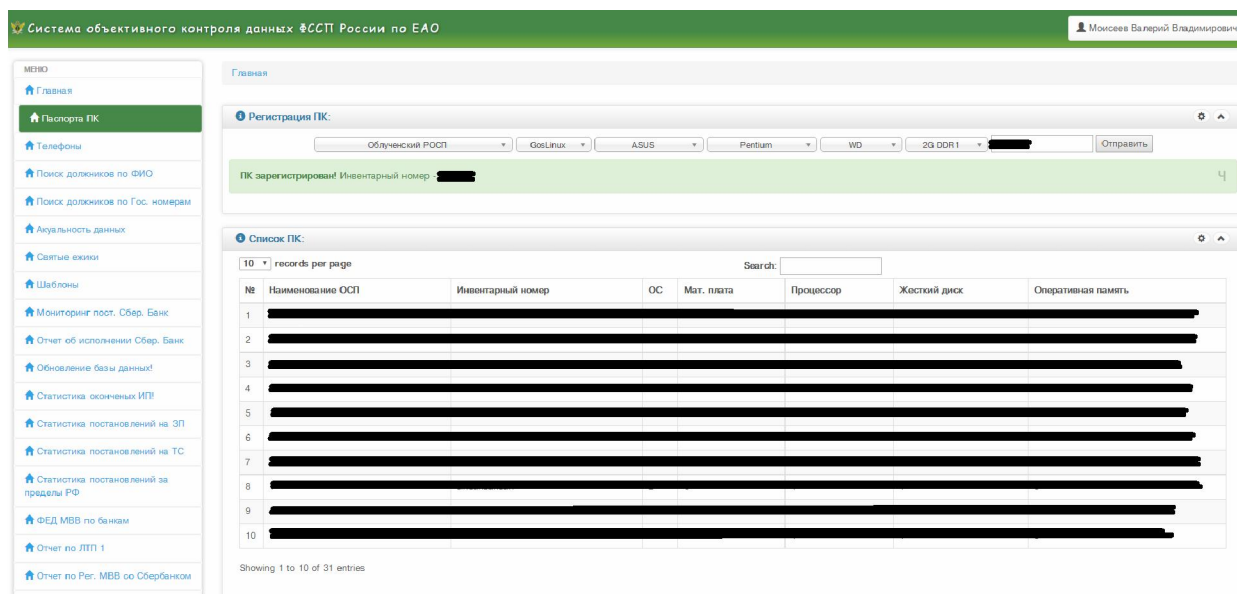 Система объективного контроля данных ФССП России по ЕАО
Моисеев Валерий Владимирович
МЕНЮ
Главная
Паспорта ПК
Телефоны
Поиск должников по ФИО
Поиск должников по Гос. номерам
Акуальность данных
Святые ежики
Шаблоны
Мониторинг пост. Сбер. Банк
Отчет об исполнении Сбер. Банк
Обновление базы данных!
Статистика оконченых ИП!
Статистика постановлений на ЗП
Статистика постановлений на ТС
Статистика постановлений за
пределы РФ
ФЕД МВВ по банкам
Отчет по ЛТП 1
Отчет по Рег. МВВ со Сбербанком
Главная
Регистрация ПК:
Облученский РОСП GosLinux ASUS Pentium WD 2G DDR1 Отправить
ПК зарегистрирован! Инвентарный номер -
Список ПК:
10 records per page Search:
№ Наименование ОСП Инвентарный номер ОС Мат. плата Процессор Жесткий диск Оперативная память
1
2
3
4
5
6
7
8
9
10
Showing 1 to 10 of 31 entries